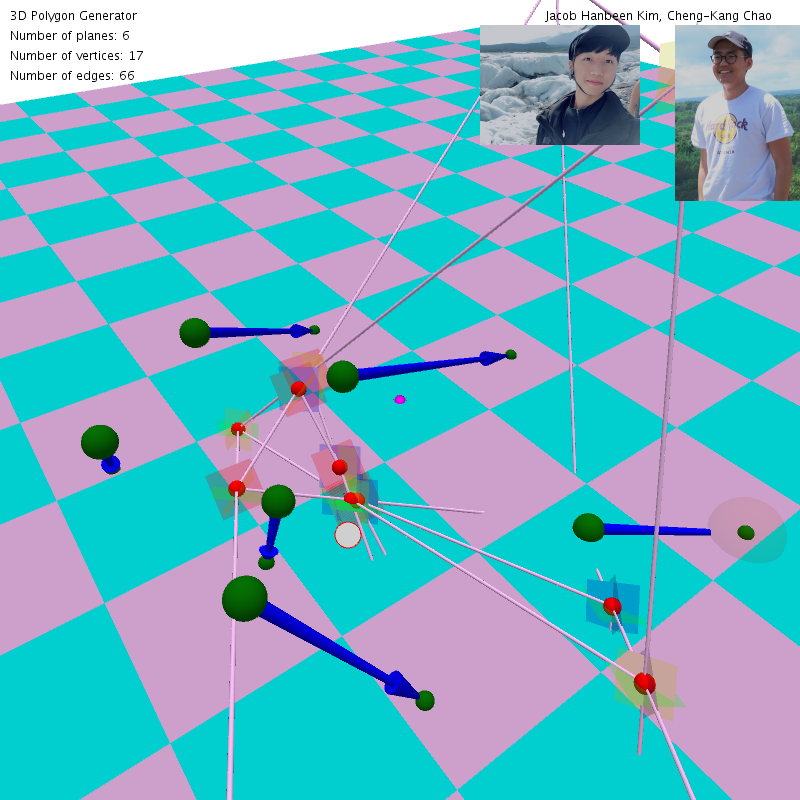 3D Polygon Generator
Jacob Hanbeen Kim, Cheng-Kang Chao
Number of planes: 6
Number of vertices: 17
Number of edges: 66